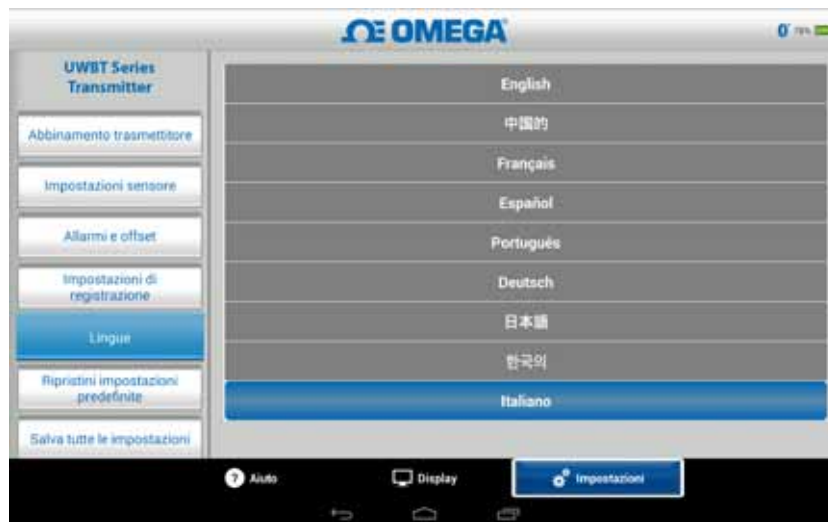 OMEGA
78%
UWBT Series
Transmitter
Abbinamento trasmettitore
Impostazioni sensore
Allarmi e offset
Impostazioni di
registrazione
Lingue
Ripristini impostazioni
predefinite
Salva tutte le impostazioni
English
中国的
Français
Español
Português
Deutsch
日本語
한국의
Italiano
? Aiuto
Display
Impostazioni